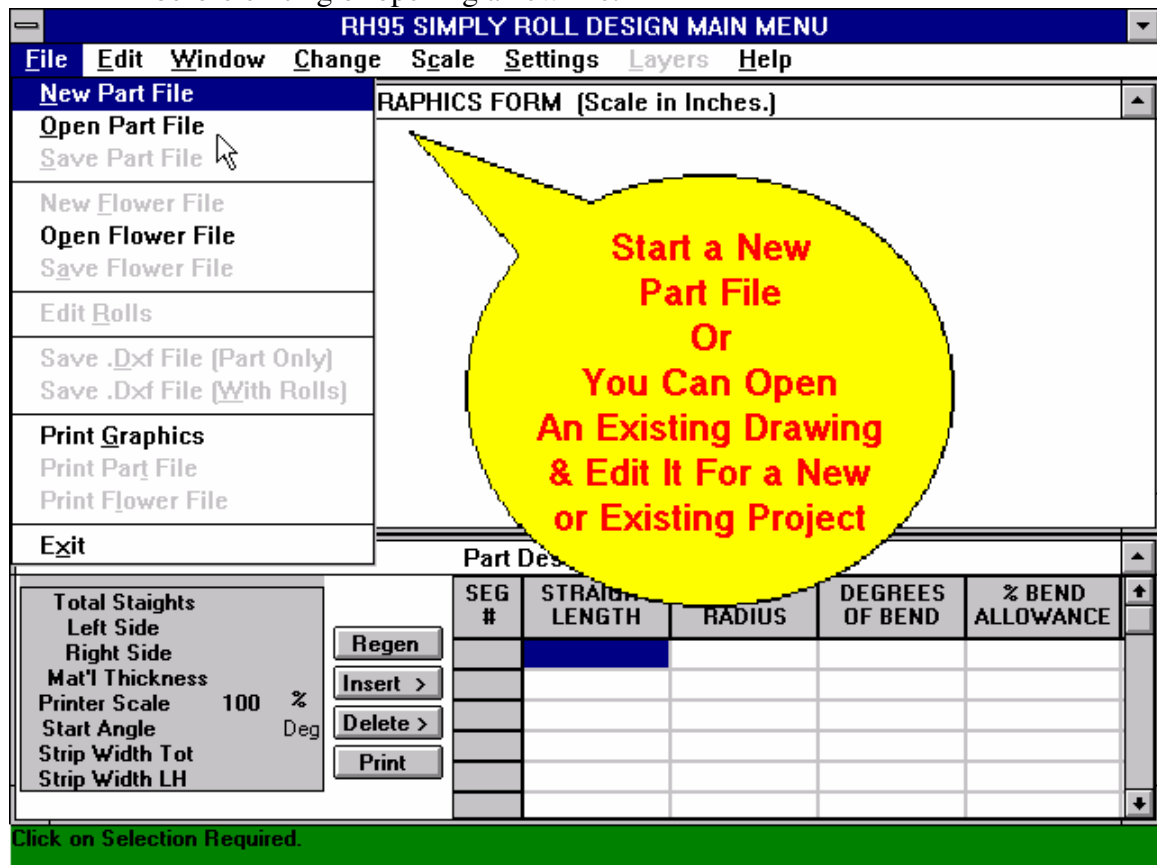 RH95 SIMPLY ROLL DESIGN MAIN MENU
File Edit Window Change Scale Settings Layers Help
New Part File
Open Part File
Save Part File
New Flower File
Open Flower File
Save Flower File
Edit Rolls
Save .Dxf File (Part Only)
Save .Dxf File (With Rolls)
Print Graphics
Print Part File
Print Flower File
Exit
RAPHICS FORM (Scale in Inches.)
Start a New
Part File
Or
You Can Open
An Existing Drawing
& Edit It For a New
or Existing Project
Part
Total Staights
Left Side
Right Side
Mat'l Thickness
Printer Scale 100 %
Start Angle Deg
Strip Width Tot
Strip Width LH
Regen
Insert >
Delete >
Print
SEG
#
LENGTH
RADIUS
DEGREES
OF BEND
% BEND
ALLOWANCE
Click on Selection Required.